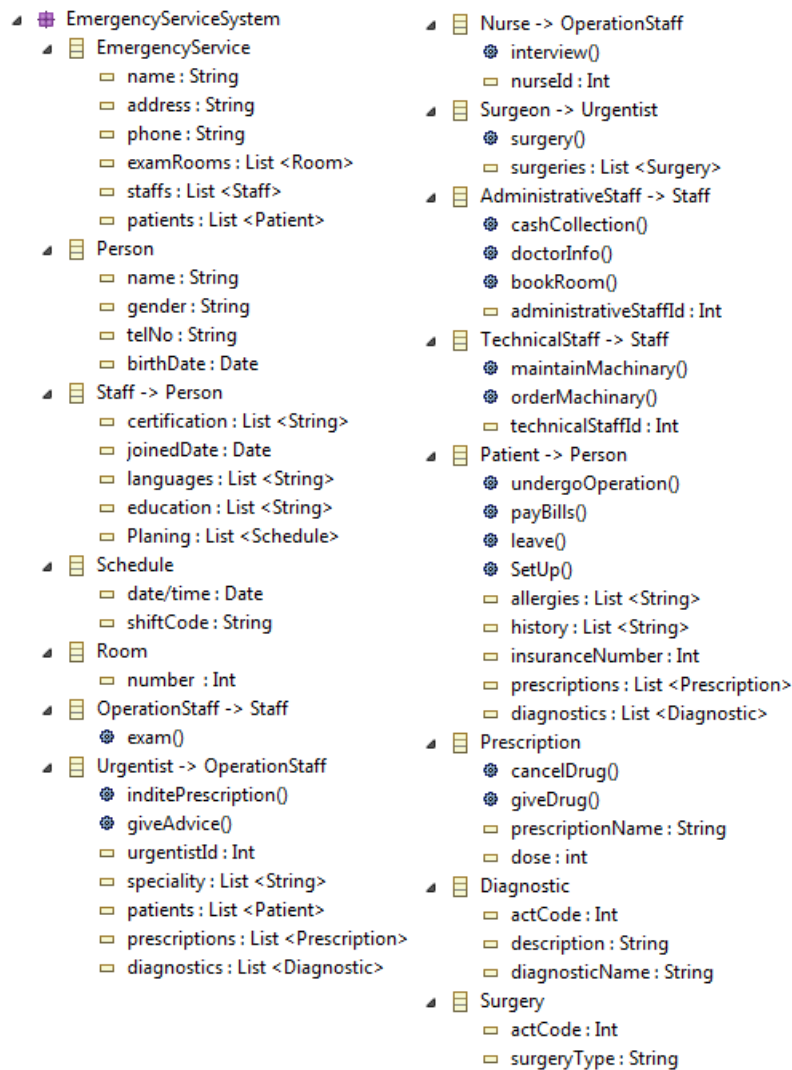 EmergencyServiceSystem
EmergencyService
name : String
address : String
phone : String
examRooms : List <Room>
staffs : List <Staff>
patients : List <Patient>
Person
name : String
gender : String
telNo : String
birthDate : Date
Staff -> Person
certification : List <String>
joinedDate : Date
languages : List <String>
education : List <String>
Planing : List <Schedule>
Schedule
date/time : Date
shiftCode : String
Room
number : Int
OperationStaff -> Staff
exam()
Urgentist -> OperationStaff
inditePrescription()
giveAdvice()
urgentistId : Int
speciality : List <String>
patients : List <Patient>
prescriptions : List <Prescription>
diagnostics : List <Diagnostic>
Nurse -> OperationStaff
interview()
nurseId : Int
Surgeon -> Urgentist
surgery()
surgeries : List <Surgery>
AdministrativeStaff -> Staff
cashCollection()
doctorInfo()
bookRoom()
administrativeStaffId : Int
TechnicalStaff -> Staff
maintainMachinary()
orderMachinary()
technicalStaffId : Int
Patient -> Person
undergoOperation()
payBills()
leave()
SetUp()
allergies : List <String>
history : List <String>
insuranceNumber : Int
prescriptions : List <Prescription>
diagnostics : List <Diagnostic>
Prescription
cancelDrug()
giveDrug()
prescriptionName : String
dose : int
Diagnostic
actCode : Int
description : String
diagnosticName : String
Surgery
actCode : Int
surgeryType : String